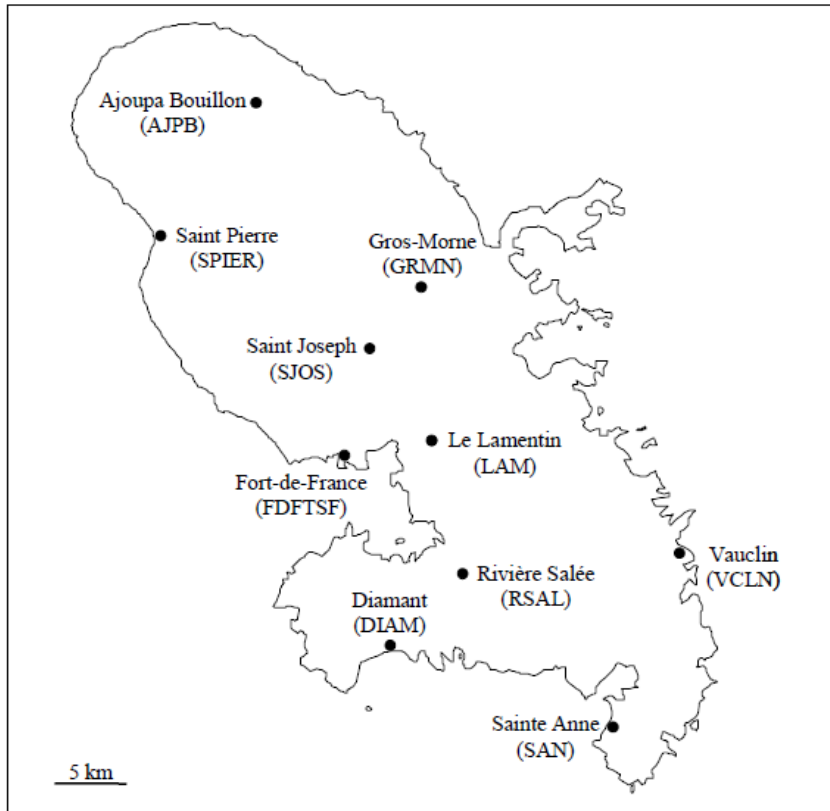 Ajoupa Bouillon
(AJPB)
Saint Pierre
(SPIER)
Gros-Morne
(GRMN)
Saint Joseph
(SJOS)
Le Lamentin
(LAM)
Fort-de-France
(FDFTSF)
Vauclin
(VCLN)
Rivière Salée
(RSAL)
Diamant
(DIAM)
Sainte Anne
(SAN)
5 km